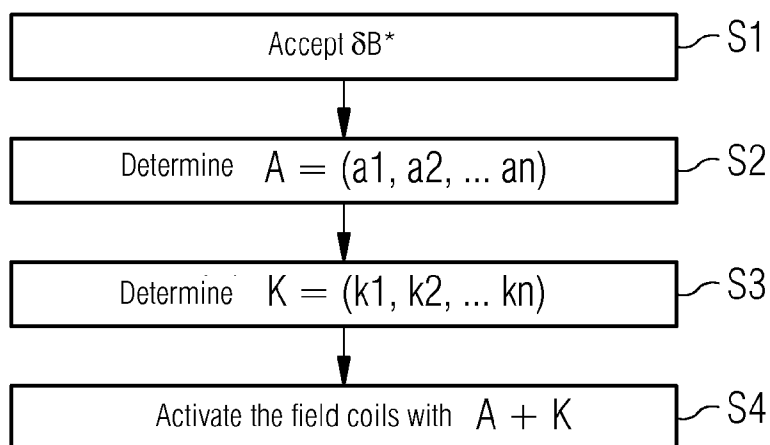 Accept δB* S1
Determine A = (a1, a2, ... an) S2
Determine K = (k1, k2, ... kn) S3
Activate the field coils with A + K S4